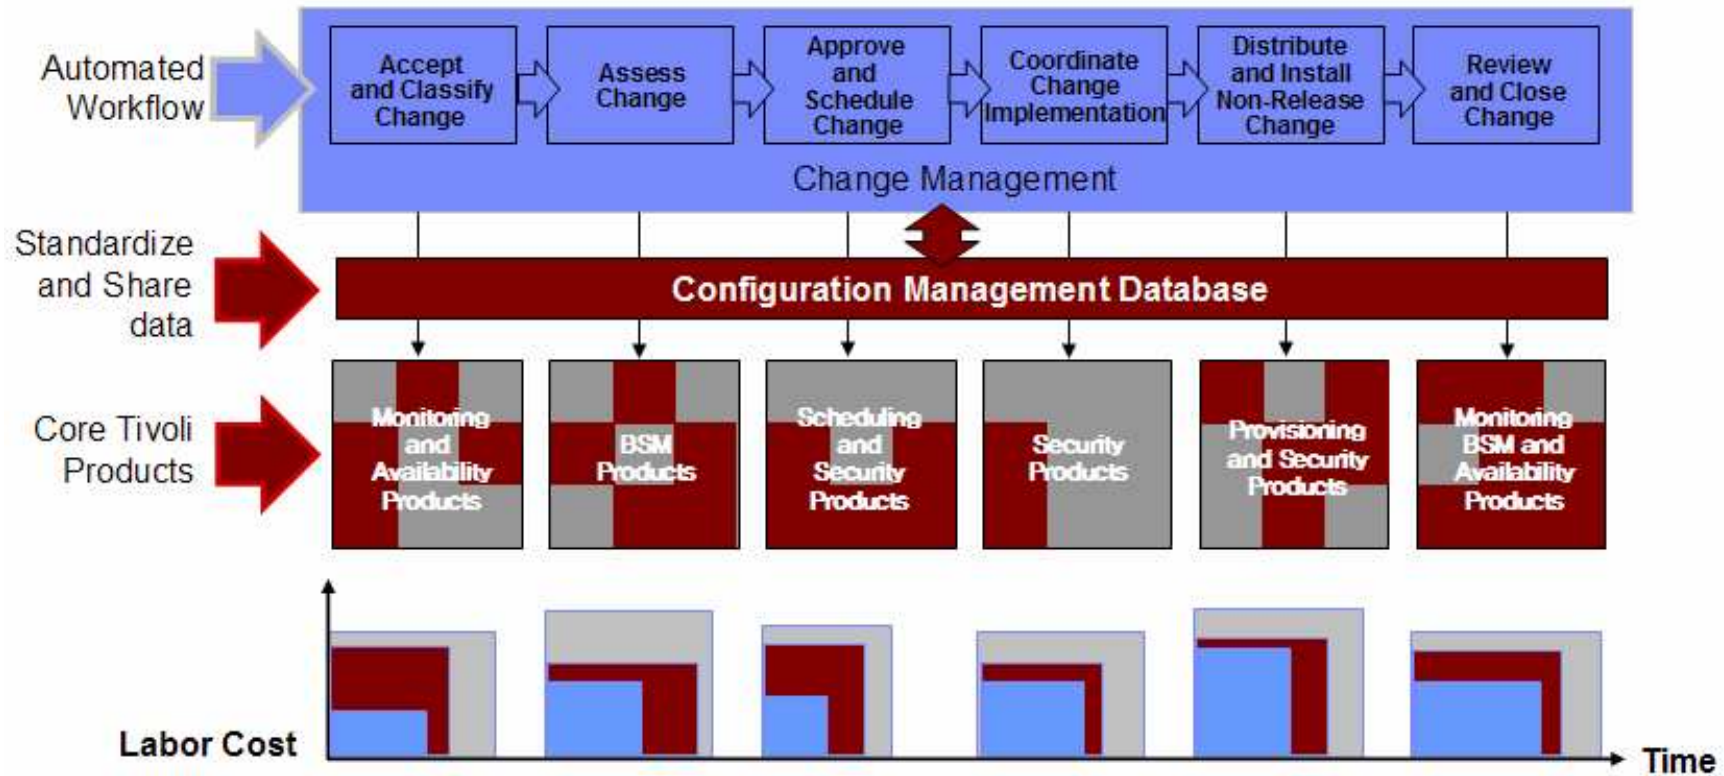 Automated
Workflow
Accept
and Classify
Change
Assess
Change
Approve
and
Schedule
Change
Coordinate
Change
Implementation
Distribute
and Install
Non-Release
Change
Review
and Close
Change
Change Management
Standardize
and Share
data
Configuration Management Database
Core Tivoli
Products
Monitoring
and
Availability
Products
BSM
Products
Scheduling
and
Security
Products
Security
Products
Provisioning
and Security
Products
Monitoring
BSM and
Availability
Products
Labor Cost
Time